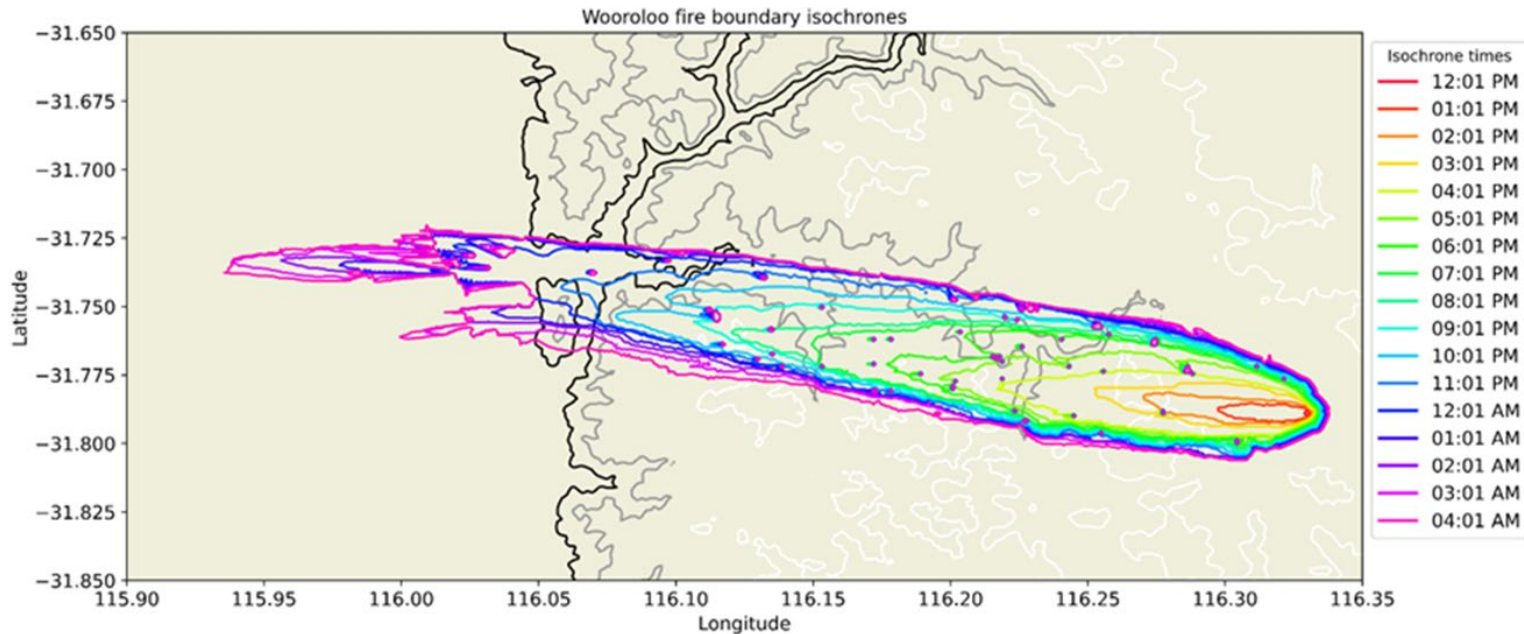 Wooroloo fire boundary isochrones
−31.650
−31.675
−31.700
−31.725
−31.750
−31.775
−31.800
−31.825
−31.850
Latitude
115.90 115.95 116.00 116.05 116.10 116.15 116.20 116.25 116.30 116.35
Longitude
Isochrone times
12:01 PM
01:01 PM
02:01 PM
03:01 PM
04:01 PM
05:01 PM
06:01 PM
07:01 PM
08:01 PM
09:01 PM
10:01 PM
11:01 PM
12:01 AM
01:01 AM
02:01 AM
03:01 AM
04:01 AM